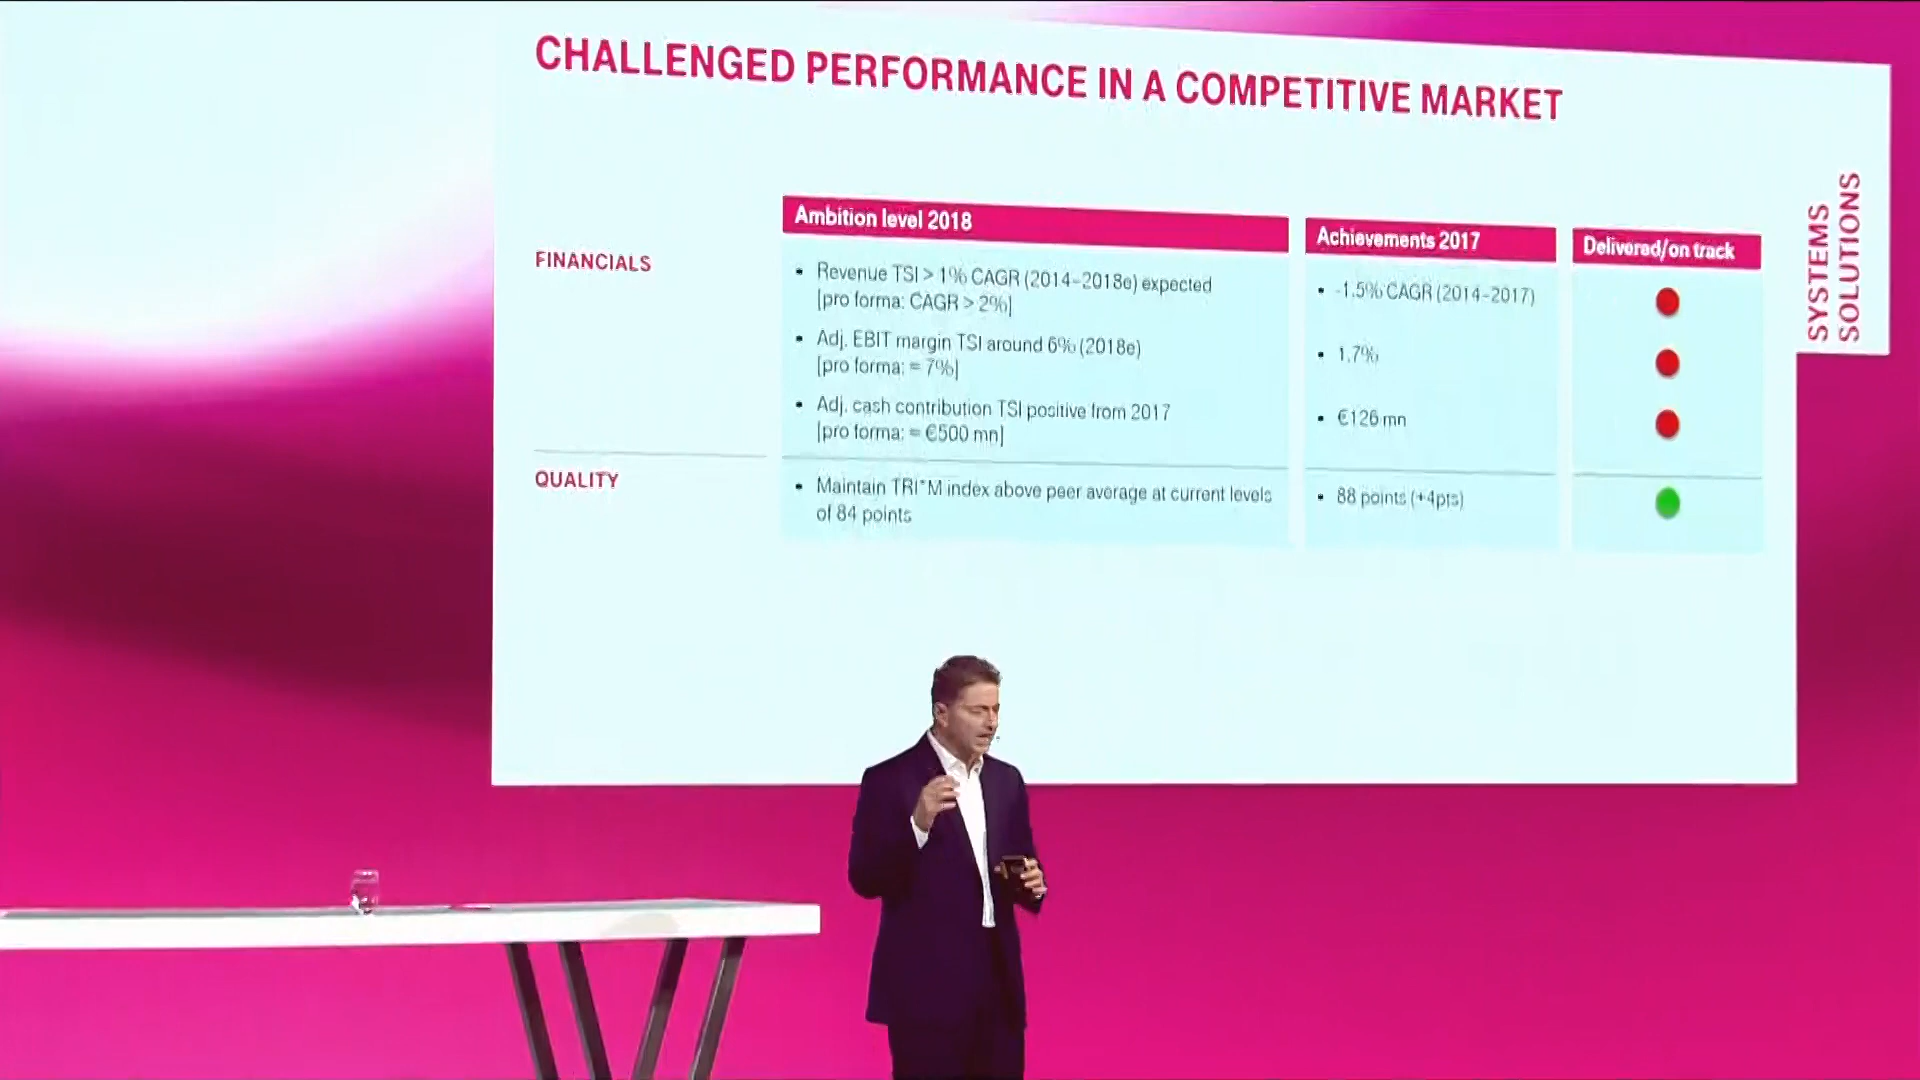 CHALLENGED PERFORMANCE IN A COMPETITIVE MARKET
SYSTEMS
SOLUTIONS
Ambition level 2018
Achievements 2017
Delivered/on track
FINANCIALS
• Revenue TSI > 1% CAGR (2014–2018e) expected
[pro forma: CAGR > 2%]
• -1.5% CAGR (2014–2017)
• Adj. EBIT margin TSI around 6% (2018e)
[pro forma: ≈ 7%]
• 1.7%
• Adj. cash contribution TSI positive from 2017
[pro forma: ≈ €500 mn]
• €126 mn
QUALITY
• Maintain TRI*M index above peer average at current levels
of 84 points
• 88 points (+4pts)